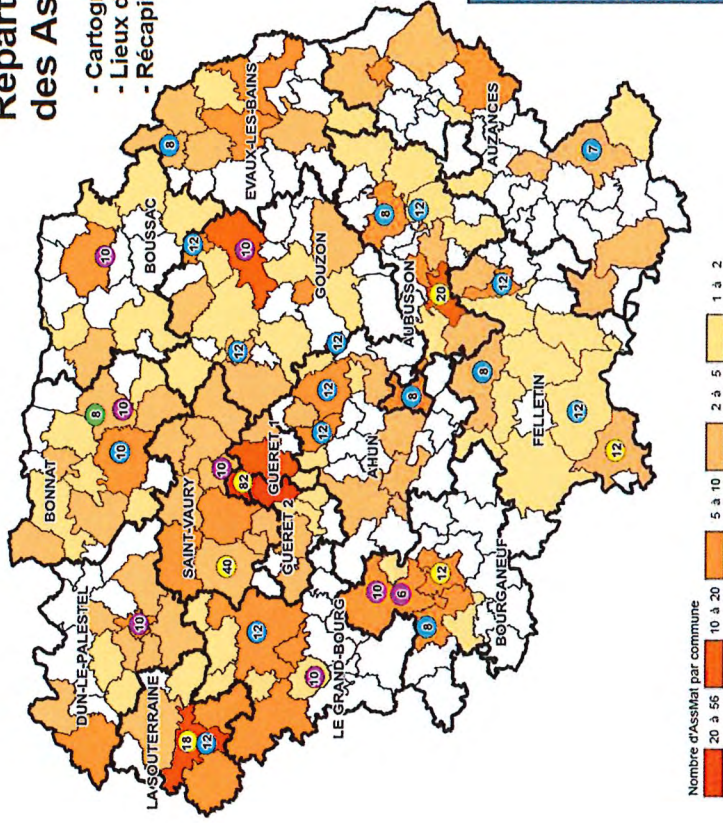 Répart
des As
- Cartogr
- Lieux d
- Récapi
EVAUX-LES-BAINS
8
AUZANCES
7
BOUSSAC
10
12
10
GOUZON
8
12
AUBUSSON
20
12
12
12
8
10
10
BONNAT
12
12
8
8
FELLETIN
12
12
AHUN
SAINT-VAURY
10
82
GUERET 1
GUERET 2
40
DUN-LE-PALESTEL
10
12
LE GRAND-BOURG
10
10
6
12
8
BOURGANEUF
LA SOUTERRAINE
18
12
Nombre d'AssMat par commune
20 à 56
10 à 20
5 à 10
2 à 5
1 à 2